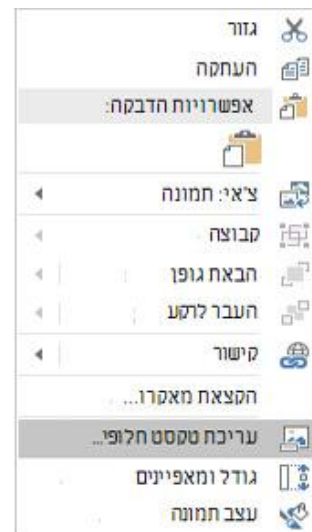 גזור
העתקה
אפשרויות הדבקה:
צ'אי: תמונה
קבוצה
הבאת גופן
העבר לרקע
קישור
הקצאת מאקרו...
עריכת טקסט חלופי...
גודל ומאפיינים
עצב תמונה